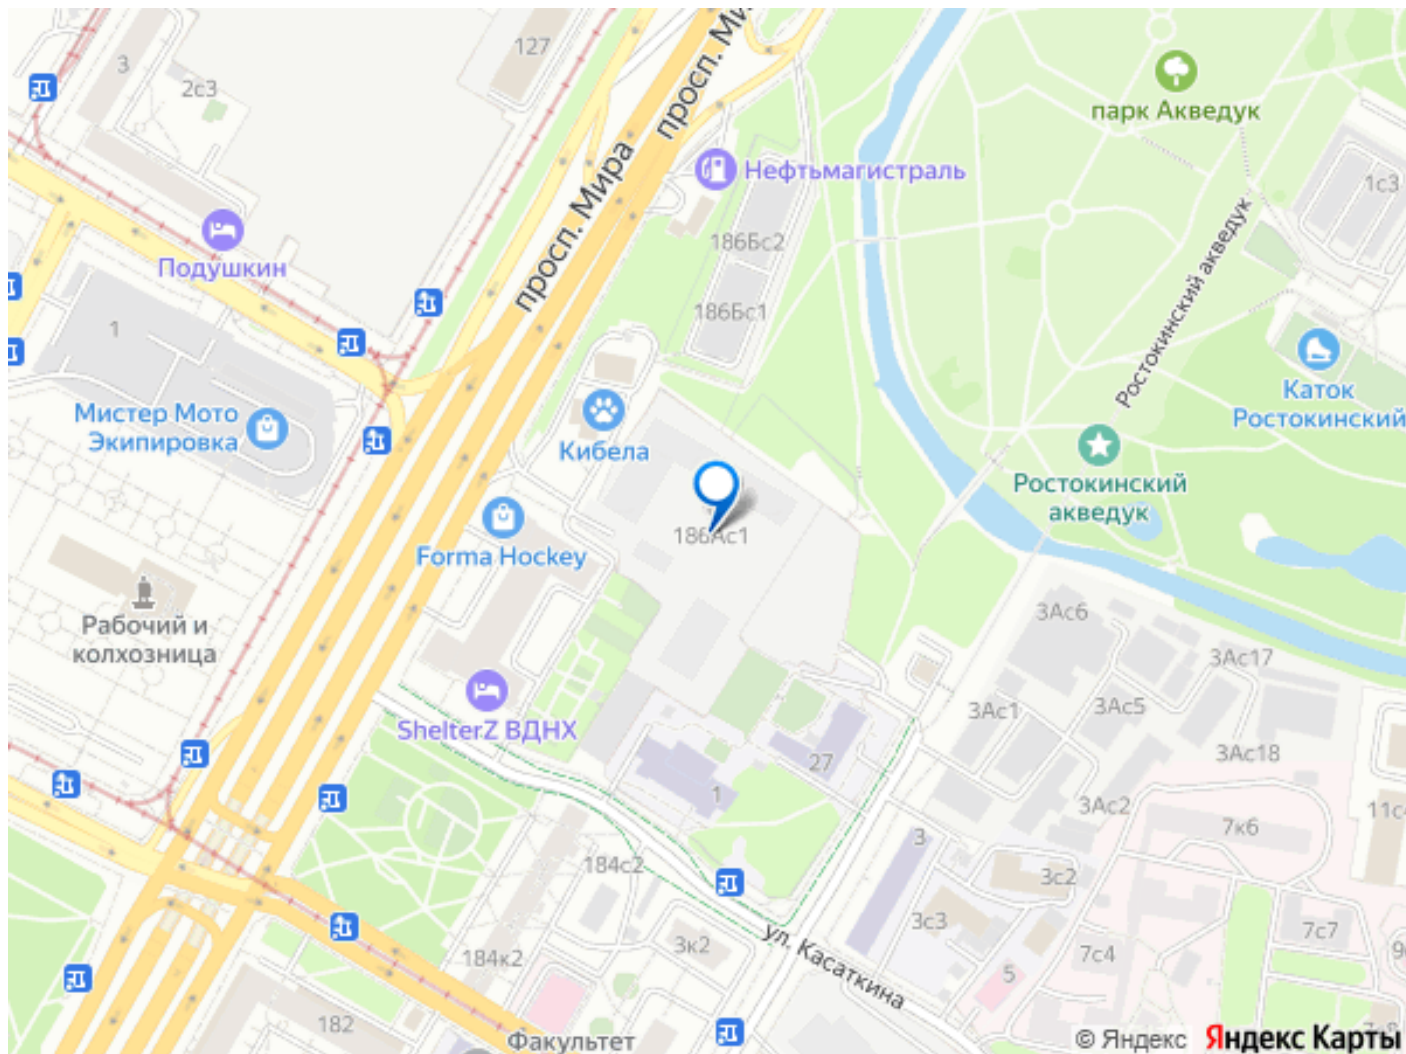 просп. Мира
127
3
2с3
парк Акведук
Нефтьмагистраль
1с3
просп. Мира
Ростокинский акведук
Подушкин
186Бс2
186Бс1
1
Каток
Ростокинский
Мистер Мото
Экипировка
Кибела
Ростокинский
акведук
186Ас1
Forma Hockey
Рабочий и
колхозница
3Ас6
3Ас17
ShelterZ ВДНХ
3Ас1
3Ас5
27
3Ас18
1
3Ас2
7к6
3
184с2
3с2
3с3
ул. Касаткина
3к2
7с4
7с7
184к2
5
182
Факультет
© Яндекс Яндекс Карты